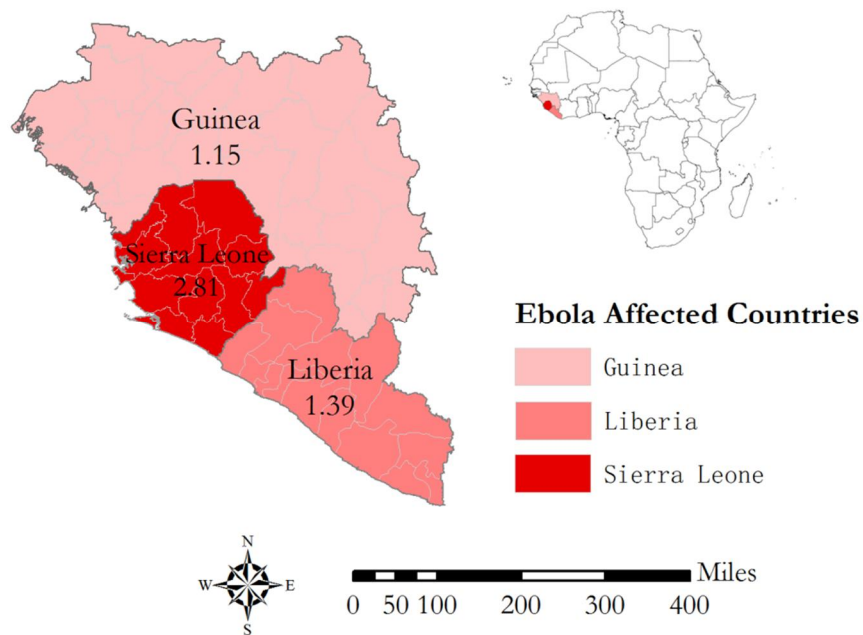 Guinea
1.15
Sierra Leone
2.81
Liberia
1.39
Ebola Affected Countries
Guinea
Liberia
Sierra Leone
N
W E
S
Miles
0 50 100 200 300 400